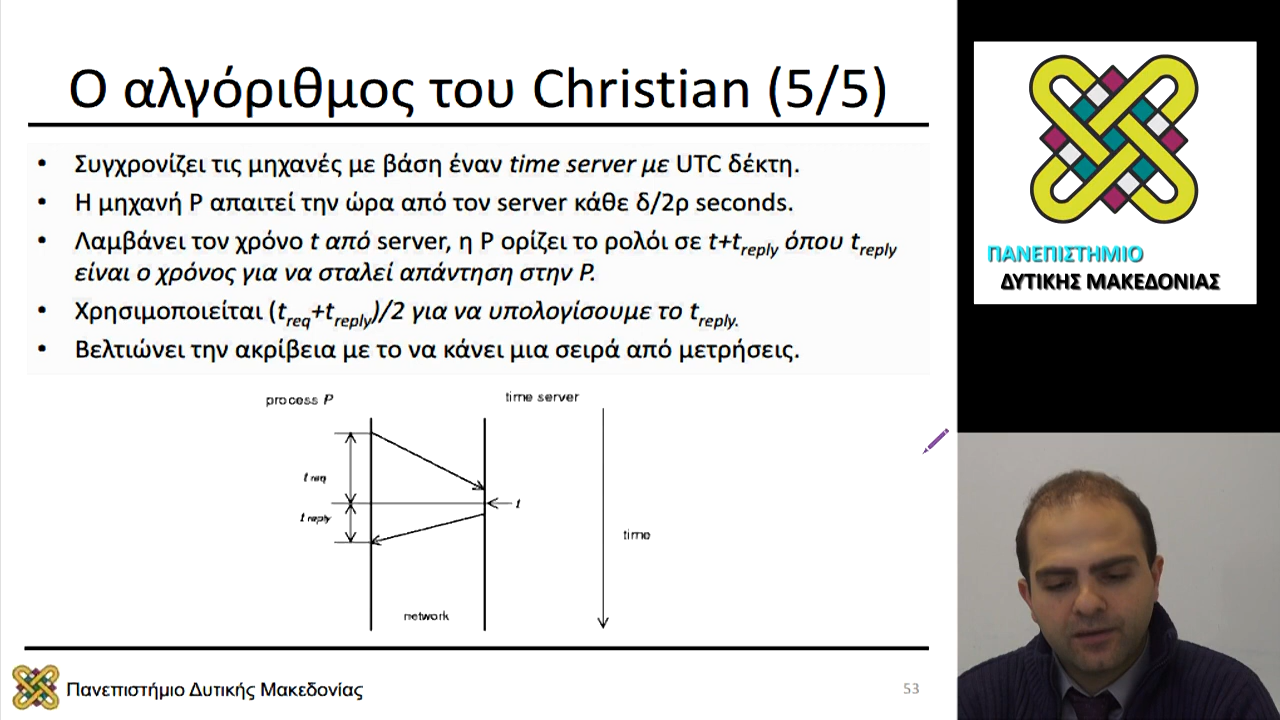 Ο αλγόριθμος του Christian (5/5)
• Συγχρονίζει τις μηχανές με βάση έναν time server με UTC δέκτη.
• Η μηχανή P απαιτεί την ώρα από τον server κάθε δ/2ρ seconds.
• Λαμβάνει τον χρόνο t από server, η P ορίζει το ρολόι σε t+treply όπου treply
είναι ο χρόνος για να σταλεί απάντηση στην P.
• Χρησιμοποιείται (treq+treply)/2 για να υπολογίσουμε το treply.
• Βελτιώνει την ακρίβεια με το να κάνει μια σειρά από μετρήσεις.
process P
time server
t req
t
t reply
time
network
Πανεπιστήμιο Δυτικής Μακεδονίας
53
ΠΑΝΕΠΙΣΤΗΜΙΟ
ΔΥΤΙΚΗΣ ΜΑΚΕΔΟΝΙΑΣ